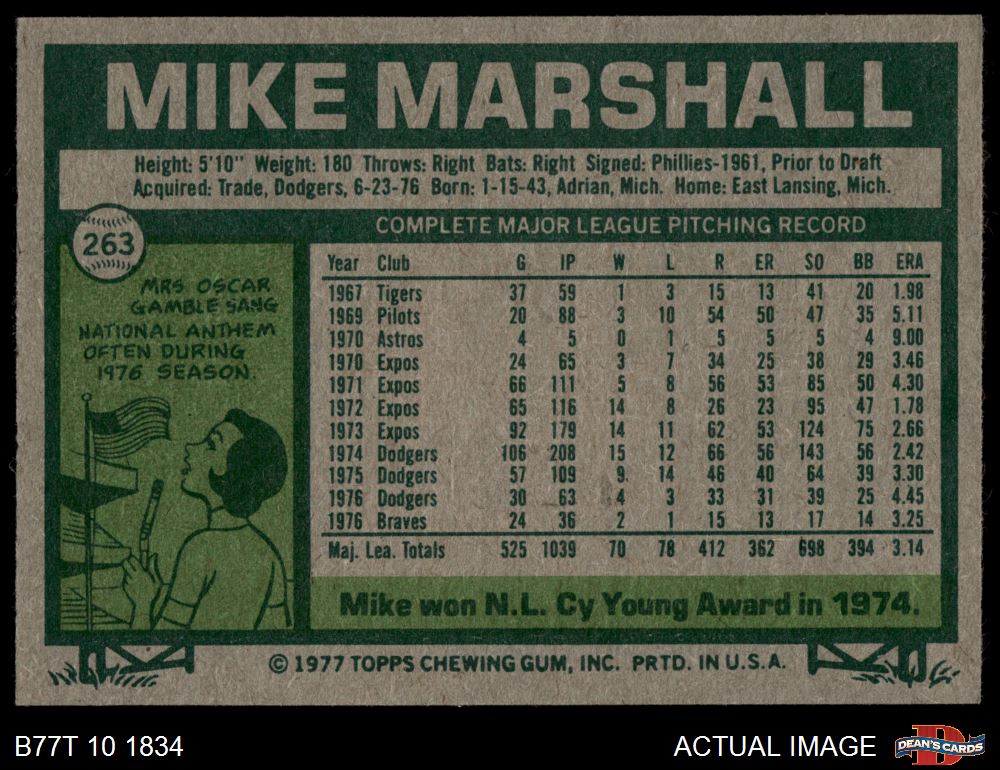 MIKE MARSHALL
Height: 5'10" Weight: 180 Throws: Right Bats: Right Signed: Phillies-1961, Prior to Draft
Acquired: Trade, Dodgers, 6-23-76 Born: 1-15-43, Adrian, Mich. Home: East Lansing, Mich.
263
MRS OSCAR
GAMBLE SANG
NATIONAL ANTHEM
OFTEN DURING
1976 SEASON.
COMPLETE MAJOR LEAGUE PITCHING RECORD
Year Club G IP W L R ER SO BB ERA
1967 Tigers 37 59 1 3 15 13 41 20 1.98
1969 Pilots 20 88 3 10 54 50 47 35 5.11
1970 Astros 4 5 0 1 5 5 5 4 9.00
1970 Expos 24 65 3 7 34 25 38 29 3.46
1971 Expos 66 111 5 8 56 53 85 50 4.30
1972 Expos 65 116 14 8 26 23 95 47 1.78
1973 Expos 92 179 14 11 62 53 124 75 2.66
1974 Dodgers 106 208 15 12 66 56 143 56 2.42
1975 Dodgers 57 109 9 14 46 40 64 39 3.30
1976 Dodgers 30 63 4 3 33 31 39 25 4.45
1976 Braves 24 36 2 1 15 13 17 14 3.25
Maj. Lea. Totals 525 1039 70 78 412 362 698 394 3.14
Mike won N.L. Cy Young Award in 1974.
© 1977 TOPPS CHEWING GUM, INC. PRTD. IN U.S.A.
B77T 10 1834
ACTUAL IMAGE
D
DEAN'S CARDS